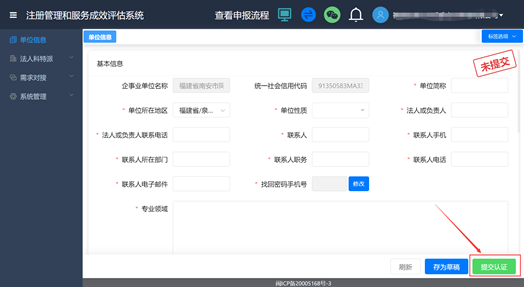 注册管理和服务成效评估系统 查看申报流程
单位信息
法人科特派
需求对接
系统管理
单位信息 标签选项
基本信息 未提交
企事业单位名称 福建省南安市 统一社会信用代码 91350583MA3 * 单位简称
* 单位所在地区 福建省/泉... * 单位性质 * 法人或负责人
* 法人或负责人联系电话 * 联系人 * 联系人手机
* 联系人所在部门 * 联系人职务 * 联系人电话
* 联系人电子邮件 * 找回密码手机号 修改
* 专业领域
刷新 存为草稿 提交认证
闽ICP备20005168号-3